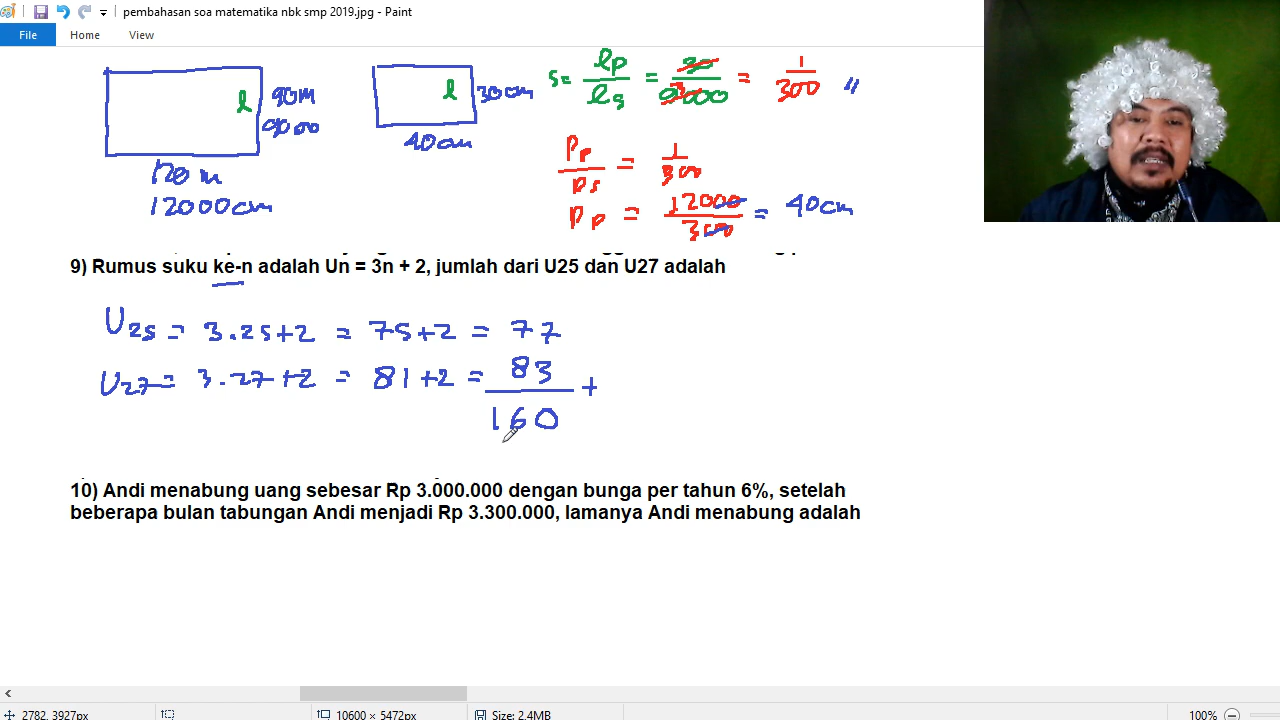 pembahasan soa matematika nbk smp 2019.jpg - Paint
File Home View
l 90M
9000
120 m
12000cm
l 30cm
40cm
s = lp/ls = 30/9000 = 1/300 //
Pp/Ps = 1/300
Pp = 12000/300 = 40cm
9) Rumus suku ke-n adalah Un = 3n + 2, jumlah dari U25 dan U27 adalah
U25 = 3.25+2 = 75+2 = 77
U27 = 3.27+2 = 81+2 = 83 +
160
10) Andi menabung uang sebesar Rp 3.000.000 dengan bunga per tahun 6%, setelah
beberapa bulan tabungan Andi menjadi Rp 3.300.000, lamanya Andi menabung adalah
2782, 3927px 10600 × 5472px Size: 2.4MB 100%